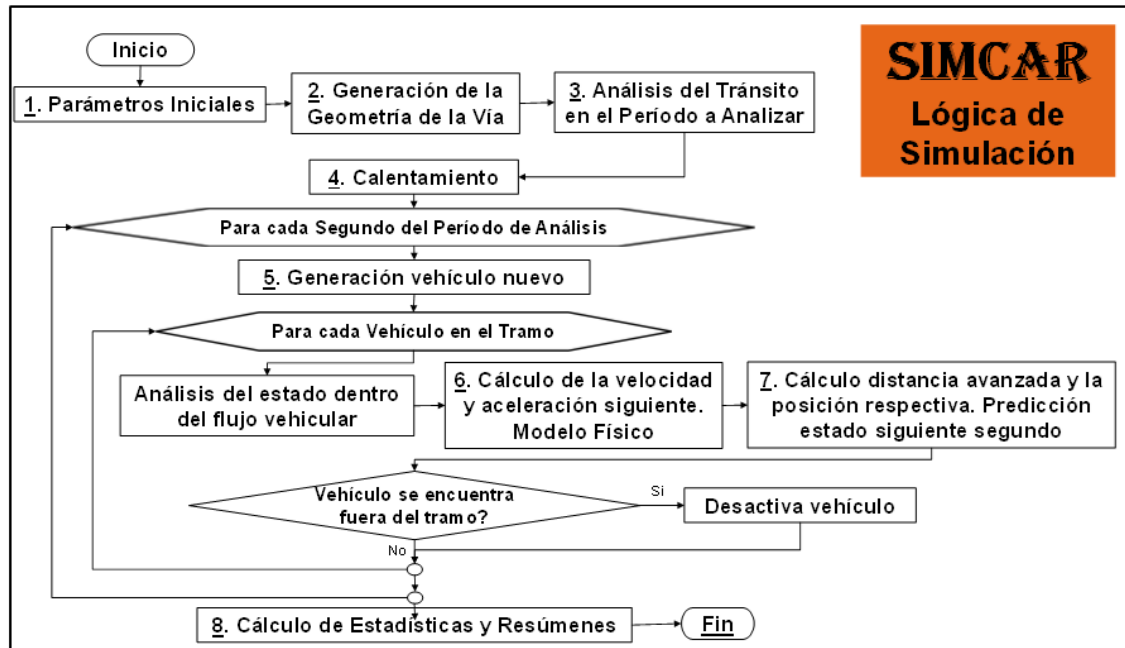 Inicio
SIMCAR
Lógica de
Simulación
1. Parámetros Iniciales
2. Generación de la
Geometría de la Vía
3. Análisis del Tránsito
en el Período a Analizar
4. Calentamiento
Para cada Segundo del Período de Análisis
5. Generación vehículo nuevo
Para cada Vehículo en el Tramo
Análisis del estado dentro
del flujo vehicular
6. Cálculo de la velocidad
y aceleración siguiente.
Modelo Físico
7. Cálculo distancia avanzada y la
posición respectiva. Predicción
estado siguiente segundo
Vehículo se encuentra
fuera del tramo?
Si
Desactiva vehículo
No
8. Cálculo de Estadísticas y Resúmenes
Fin